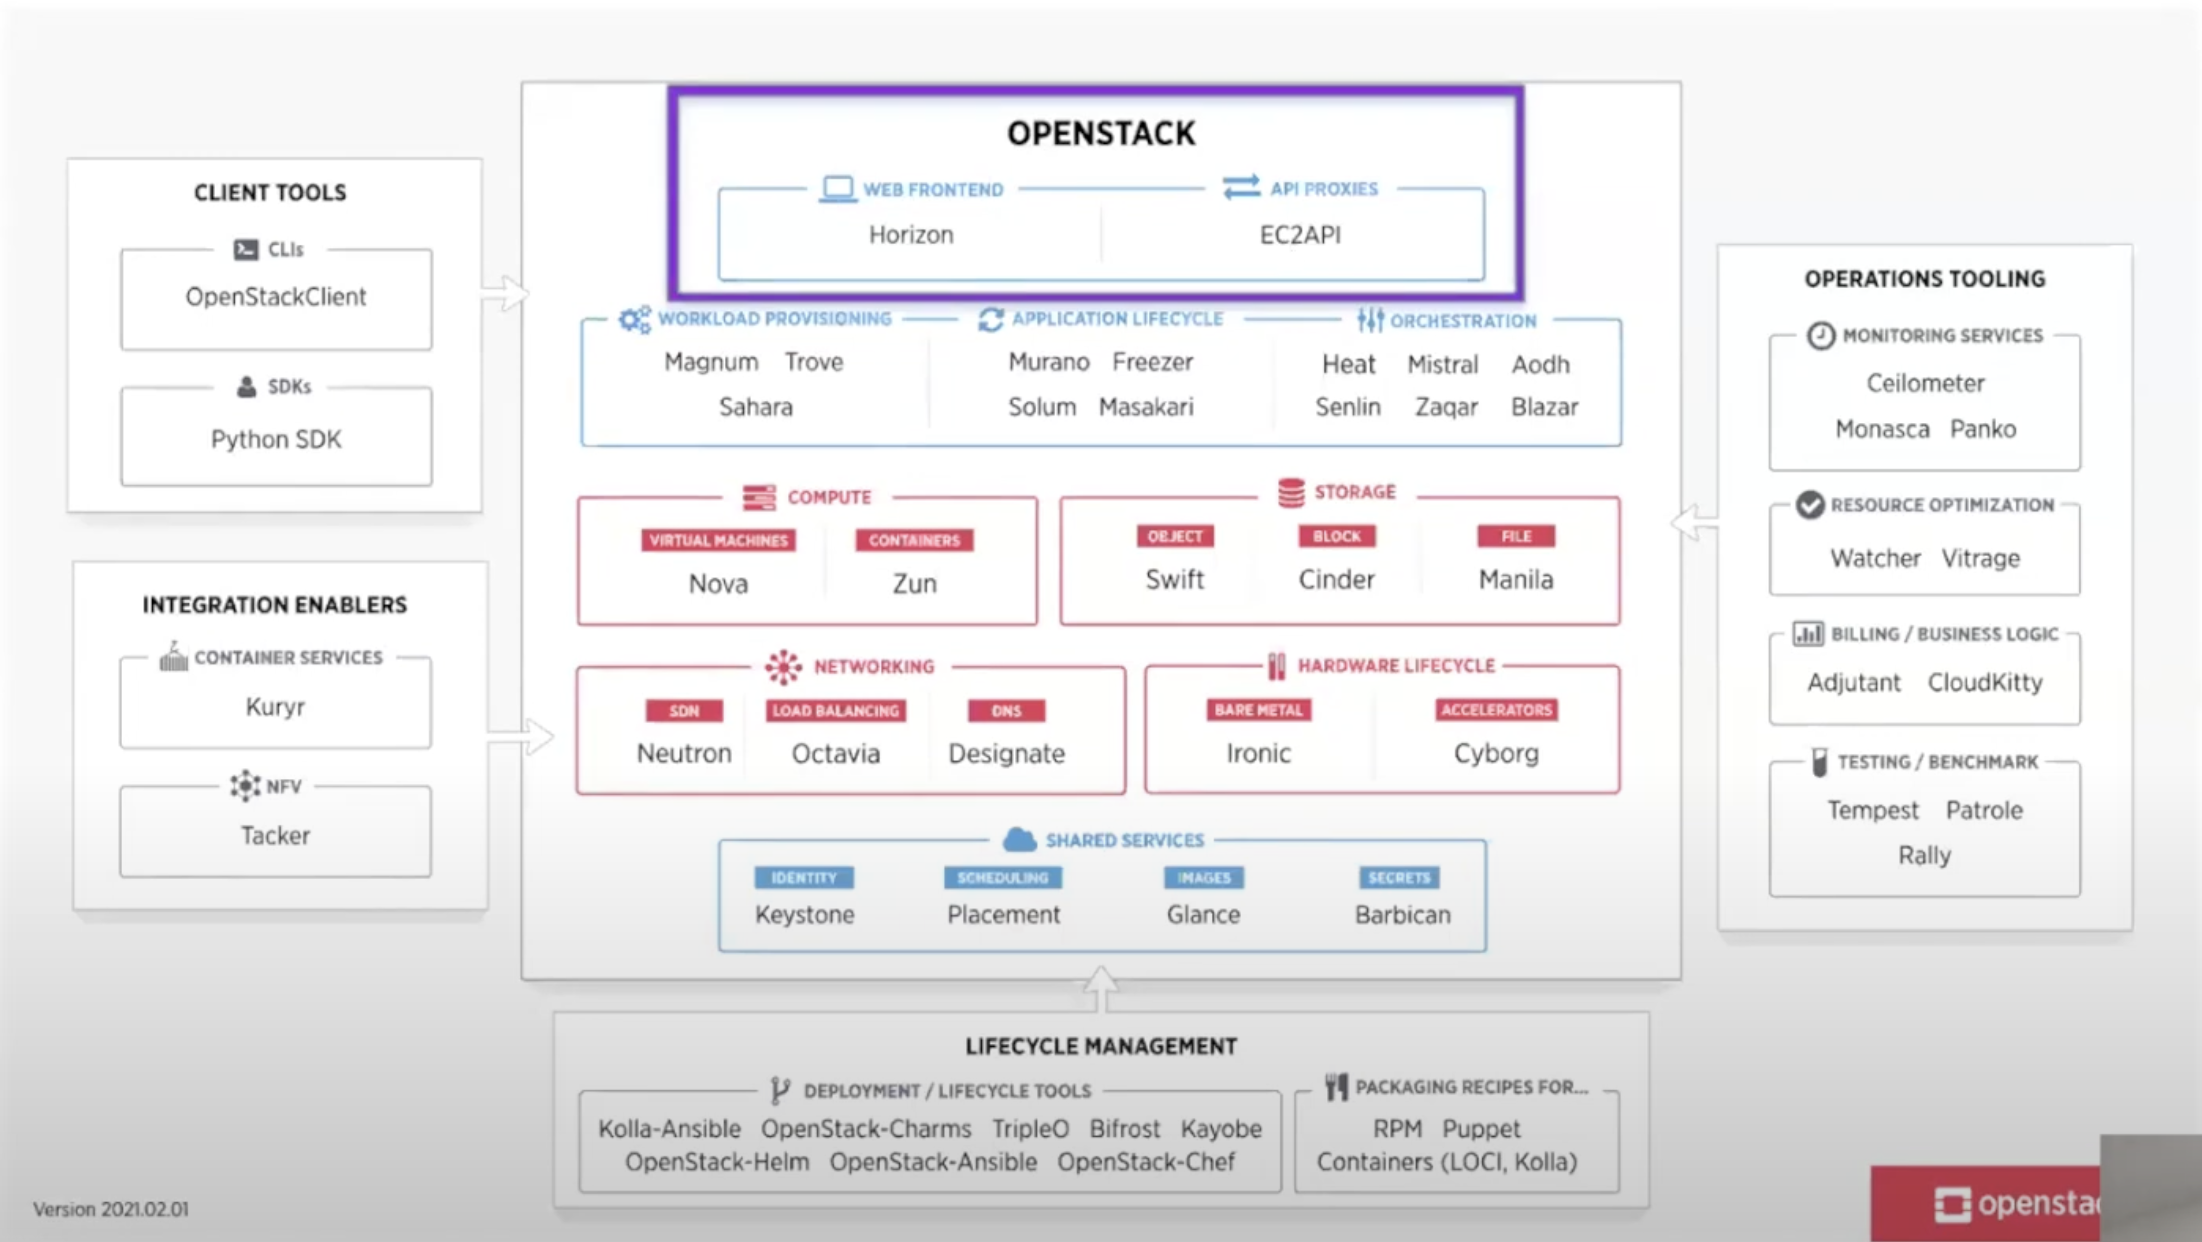 OPENSTACK
WEB FRONTEND
API PROXIES
Horizon
EC2API
CLIENT TOOLS
CLIs
OpenStackClient
SDKs
Python SDK
INTEGRATION ENABLERS
CONTAINER SERVICES
Kuryr
NFV
Tacker
WORKLOAD PROVISIONING
Magnum Trove
Sahara
APPLICATION LIFECYCLE
Murano Freezer
Solum Masakari
ORCHESTRATION
Heat Mistral Aodh
Senlin Zaqar Blazar
COMPUTE
VIRTUAL MACHINES
Nova
CONTAINERS
Zun
STORAGE
OBJECT
Swift
BLOCK
Cinder
FILE
Manila
NETWORKING
SDN
Neutron
LOAD BALANCING
Octavia
DNS
Designate
HARDWARE LIFECYCLE
BARE METAL
Ironic
ACCELERATORS
Cyborg
SHARED SERVICES
IDENTITY
Keystone
SCHEDULING
Placement
IMAGES
Glance
SECRETS
Barbican
OPERATIONS TOOLING
MONITORING SERVICES
Ceilometer
Monasca Panko
RESOURCE OPTIMIZATION
Watcher Vitrage
BILLING / BUSINESS LOGIC
Adjutant CloudKitty
TESTING / BENCHMARK
Tempest Patrole
Rally
LIFECYCLE MANAGEMENT
DEPLOYMENT / LIFECYCLE TOOLS
Kolla-Ansible OpenStack-Charms TripleO Bifrost Kayobe
OpenStack-Helm OpenStack-Ansible OpenStack-Chef
PACKAGING RECIPES FOR...
RPM Puppet
Containers (LOCI, Kolla)
Version 2021.02.01